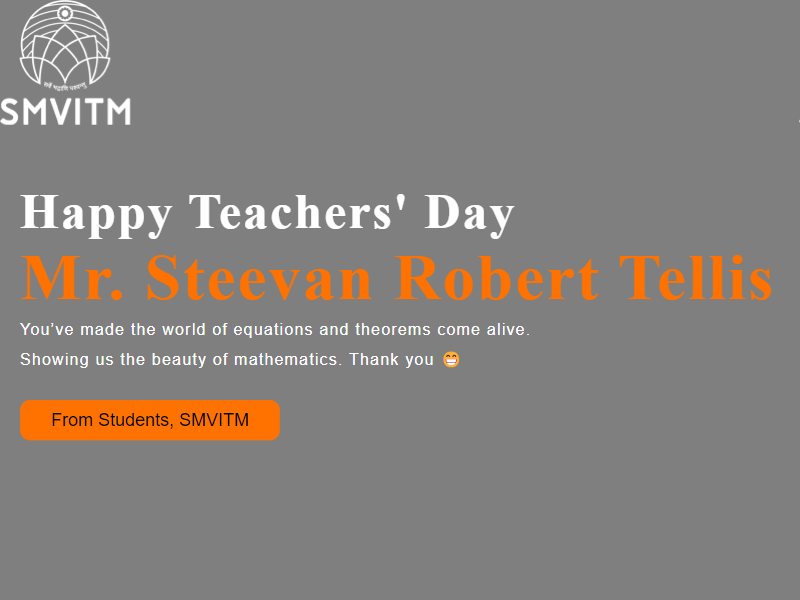 SMVITM
Happy Teachers' Day
Mr. Steevan Robert Tellis
You’ve made the world of equations and theorems come alive.
Showing us the beauty of mathematics. Thank you 😁
From Students, SMVITM